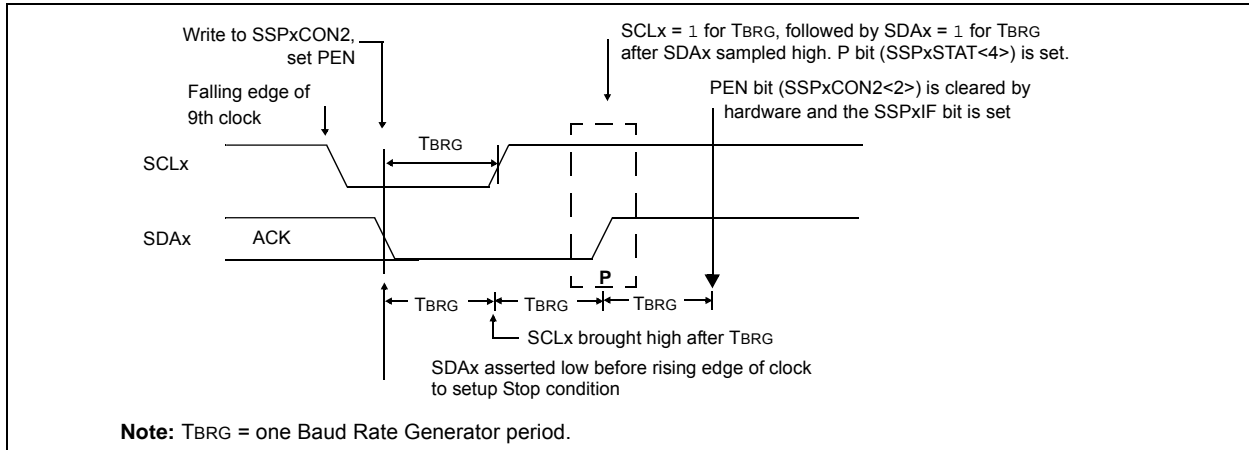 Write to SSPxCON2,
set PEN
SCLx = 1 for TBRG, followed by SDAx = 1 for TBRG
after SDAx sampled high. P bit (SSPxSTAT<4>) is set.
PEN bit (SSPxCON2<2>) is cleared by
hardware and the SSPxIF bit is set
Falling edge of
9th clock
TBRG
SCLx
SDAx
ACK
P
TBRG
TBRG
TBRG
SCLx brought high after TBRG
SDAx asserted low before rising edge of clock
to setup Stop condition
Note: TBRG = one Baud Rate Generator period.